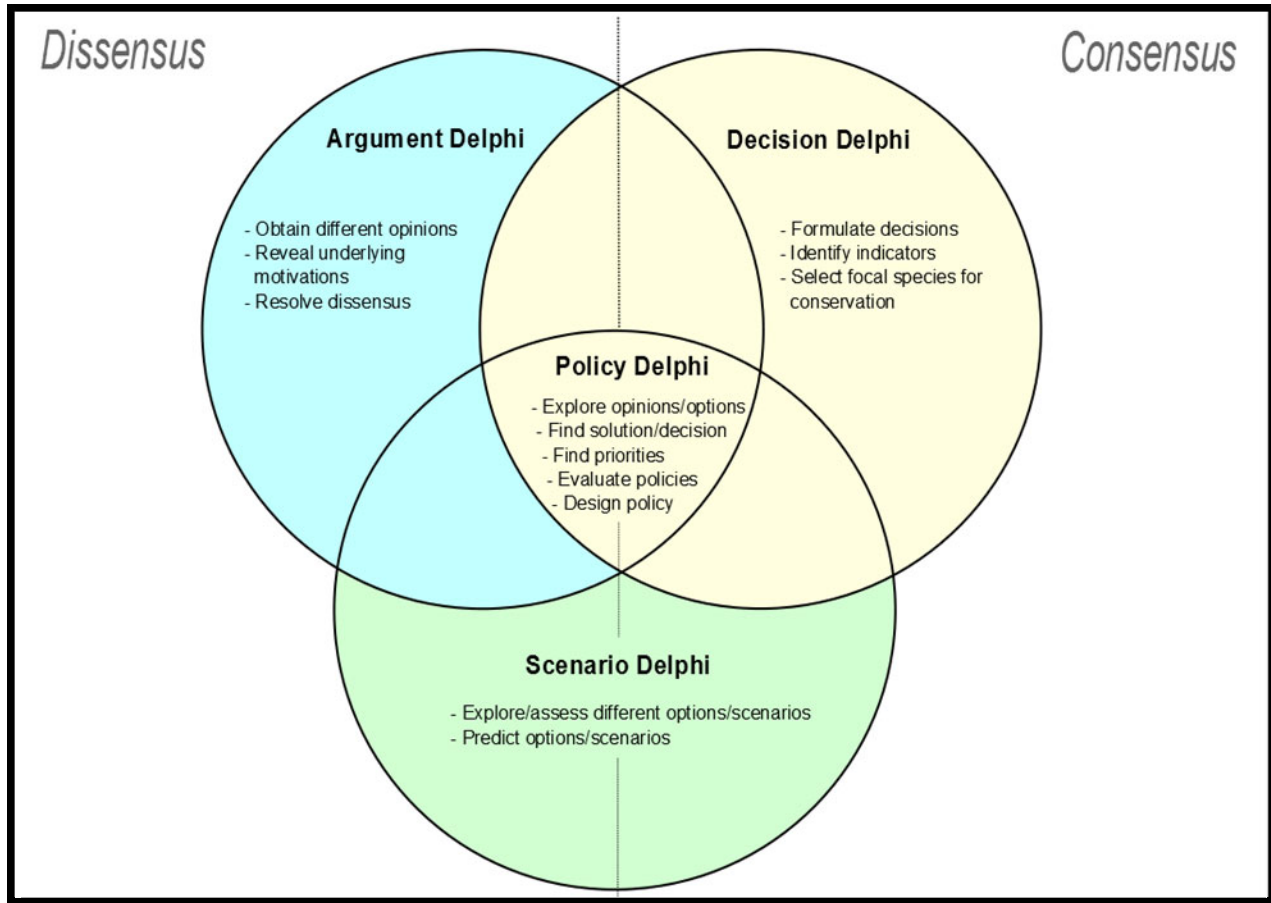 Dissensus
Consensus
Argument Delphi
- Obtain different opinions
- Reveal underlying
motivations
- Resolve dissensus
Decision Delphi
- Formulate decisions
- Identify indicators
- Select focal species for
conservation
Policy Delphi
- Explore opinions/options
- Find solution/decision
- Find priorities
- Evaluate policies
- Design policy
Scenario Delphi
- Explore/assess different options/scenarios
- Predict options/scenarios